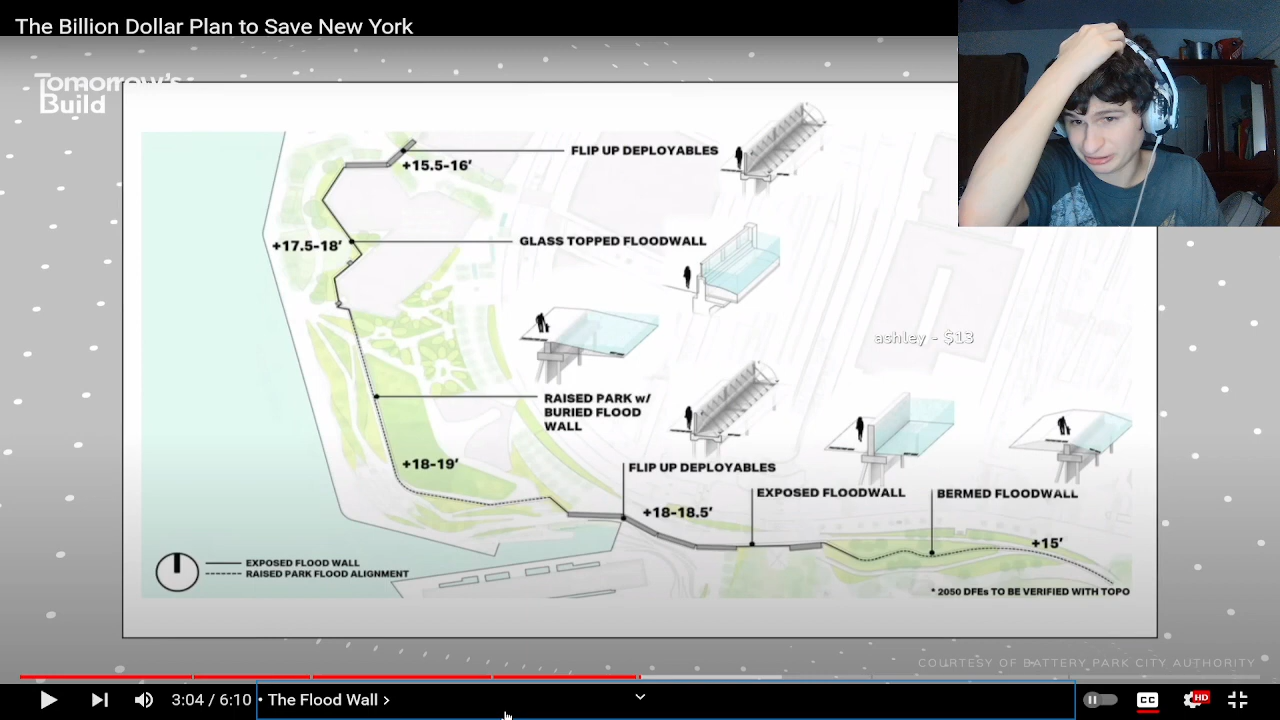 The Billion Dollar Plan to Save New York
Tomorrow's
Build
FLIP UP DEPLOYABLES
+15.5-16'
GLASS TOPPED FLOODWALL
+17.5-18'
ashley - $13
RAISED PARK w/
BURIED FLOOD
WALL
+18-19'
FLIP UP DEPLOYABLES
EXPOSED FLOODWALL
BERMED FLOODWALL
+18-18.5'
+15'
EXPOSED FLOOD WALL
RAISED PARK FLOOD ALIGNMENT
* 2050 DFEs TO BE VERIFIED WITH TOPO
COURTESY OF BATTERY PARK CITY AUTHORITY
3:04 / 6:10 • The Flood Wall >
CC
HD